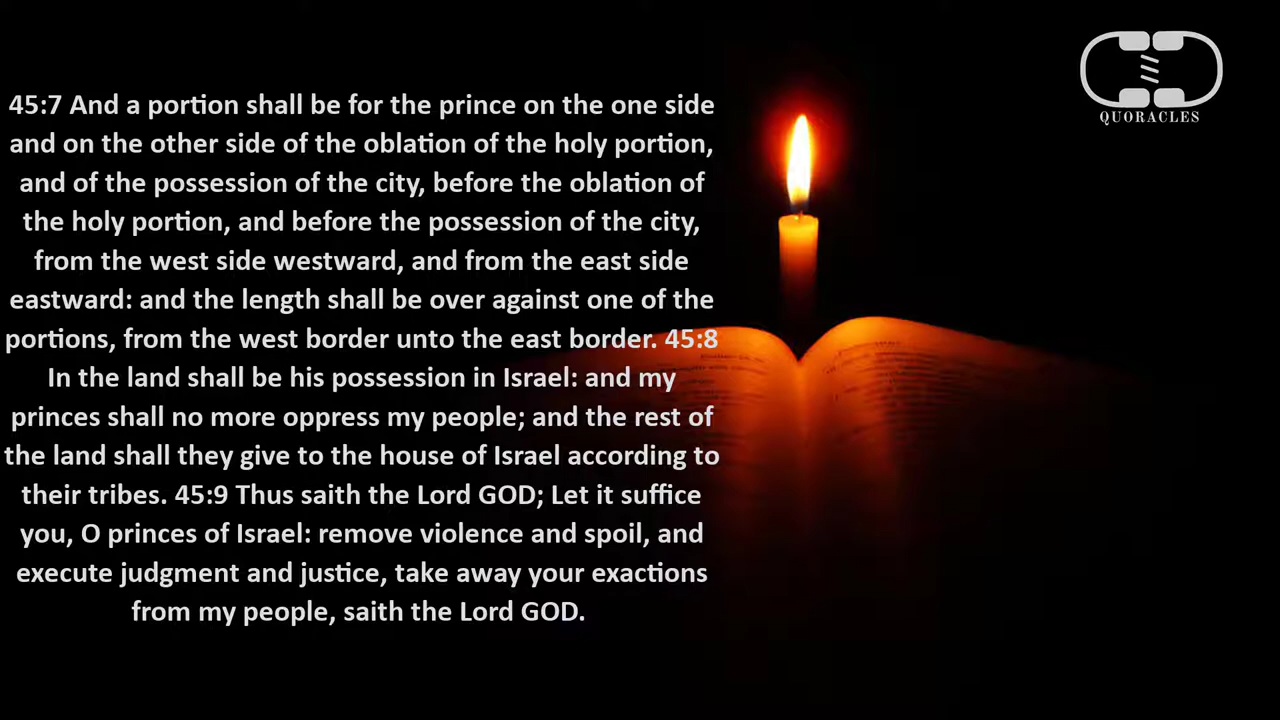 QUORACLES
45:7 And a portion shall be for the prince on the one side
and on the other side of the oblation of the holy portion,
and of the possession of the city, before the oblation of
the holy portion, and before the possession of the city,
from the west side westward, and from the east side
eastward: and the length shall be over against one of the
portions, from the west border unto the east border. 45:8
In the land shall be his possession in Israel: and my
princes shall no more oppress my people; and the rest of
the land shall they give to the house of Israel according to
their tribes. 45:9 Thus saith the Lord GOD; Let it suffice
you, O princes of Israel: remove violence and spoil, and
execute judgment and justice, take away your exactions
from my people, saith the Lord GOD.